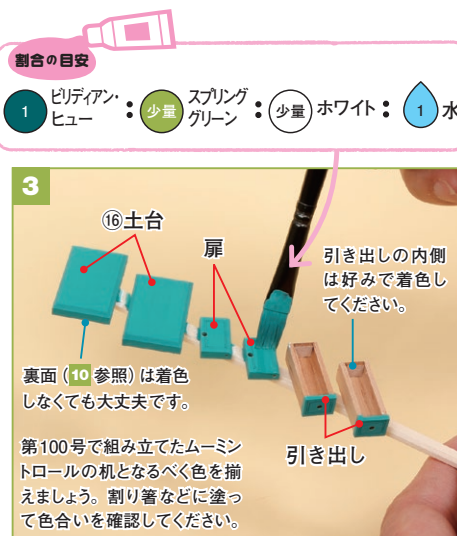 割合の目安
1 ビリディアン・ヒュー : 少量 スプリンググリーン : 少量 ホワイト : 1 水
3
⑯土台
扉
引き出しの内側
は好みで着色し
てください。
裏面(10参照)は着色
しなくても大丈夫です。
引き出し
第100号で組み立てたムーミン
トロールの机となるべく色を揃
えましょう。割り箸などに塗っ
て色合いを確認してください。